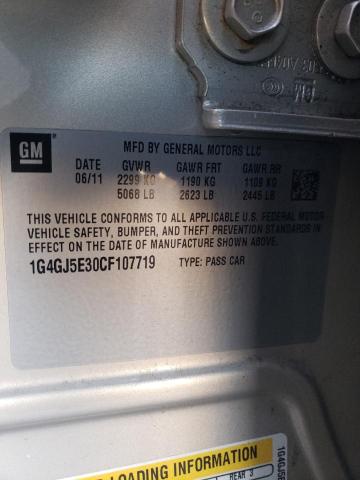 GM
MFD BY GENERAL MOTORS LLC
DATE GVWR GAWR FRT GAWR RR
06/11 2299 KG 1190 KG 1109 KG
5068 LB 2623 LB 2445 LB
THIS VEHICLE CONFORMS TO ALL APPLICABLE U.S. FEDERAL MOTOR
VEHICLE SAFETY, BUMPER, AND THEFT PREVENTION STANDARDS IN
EFFECT ON THE DATE OF MANUFACTURE SHOWN ABOVE.
1G4GJ5E30CF107719 TYPE: PASS CAR
LOADING INFORMATION
REAR 3
1G4GJ5